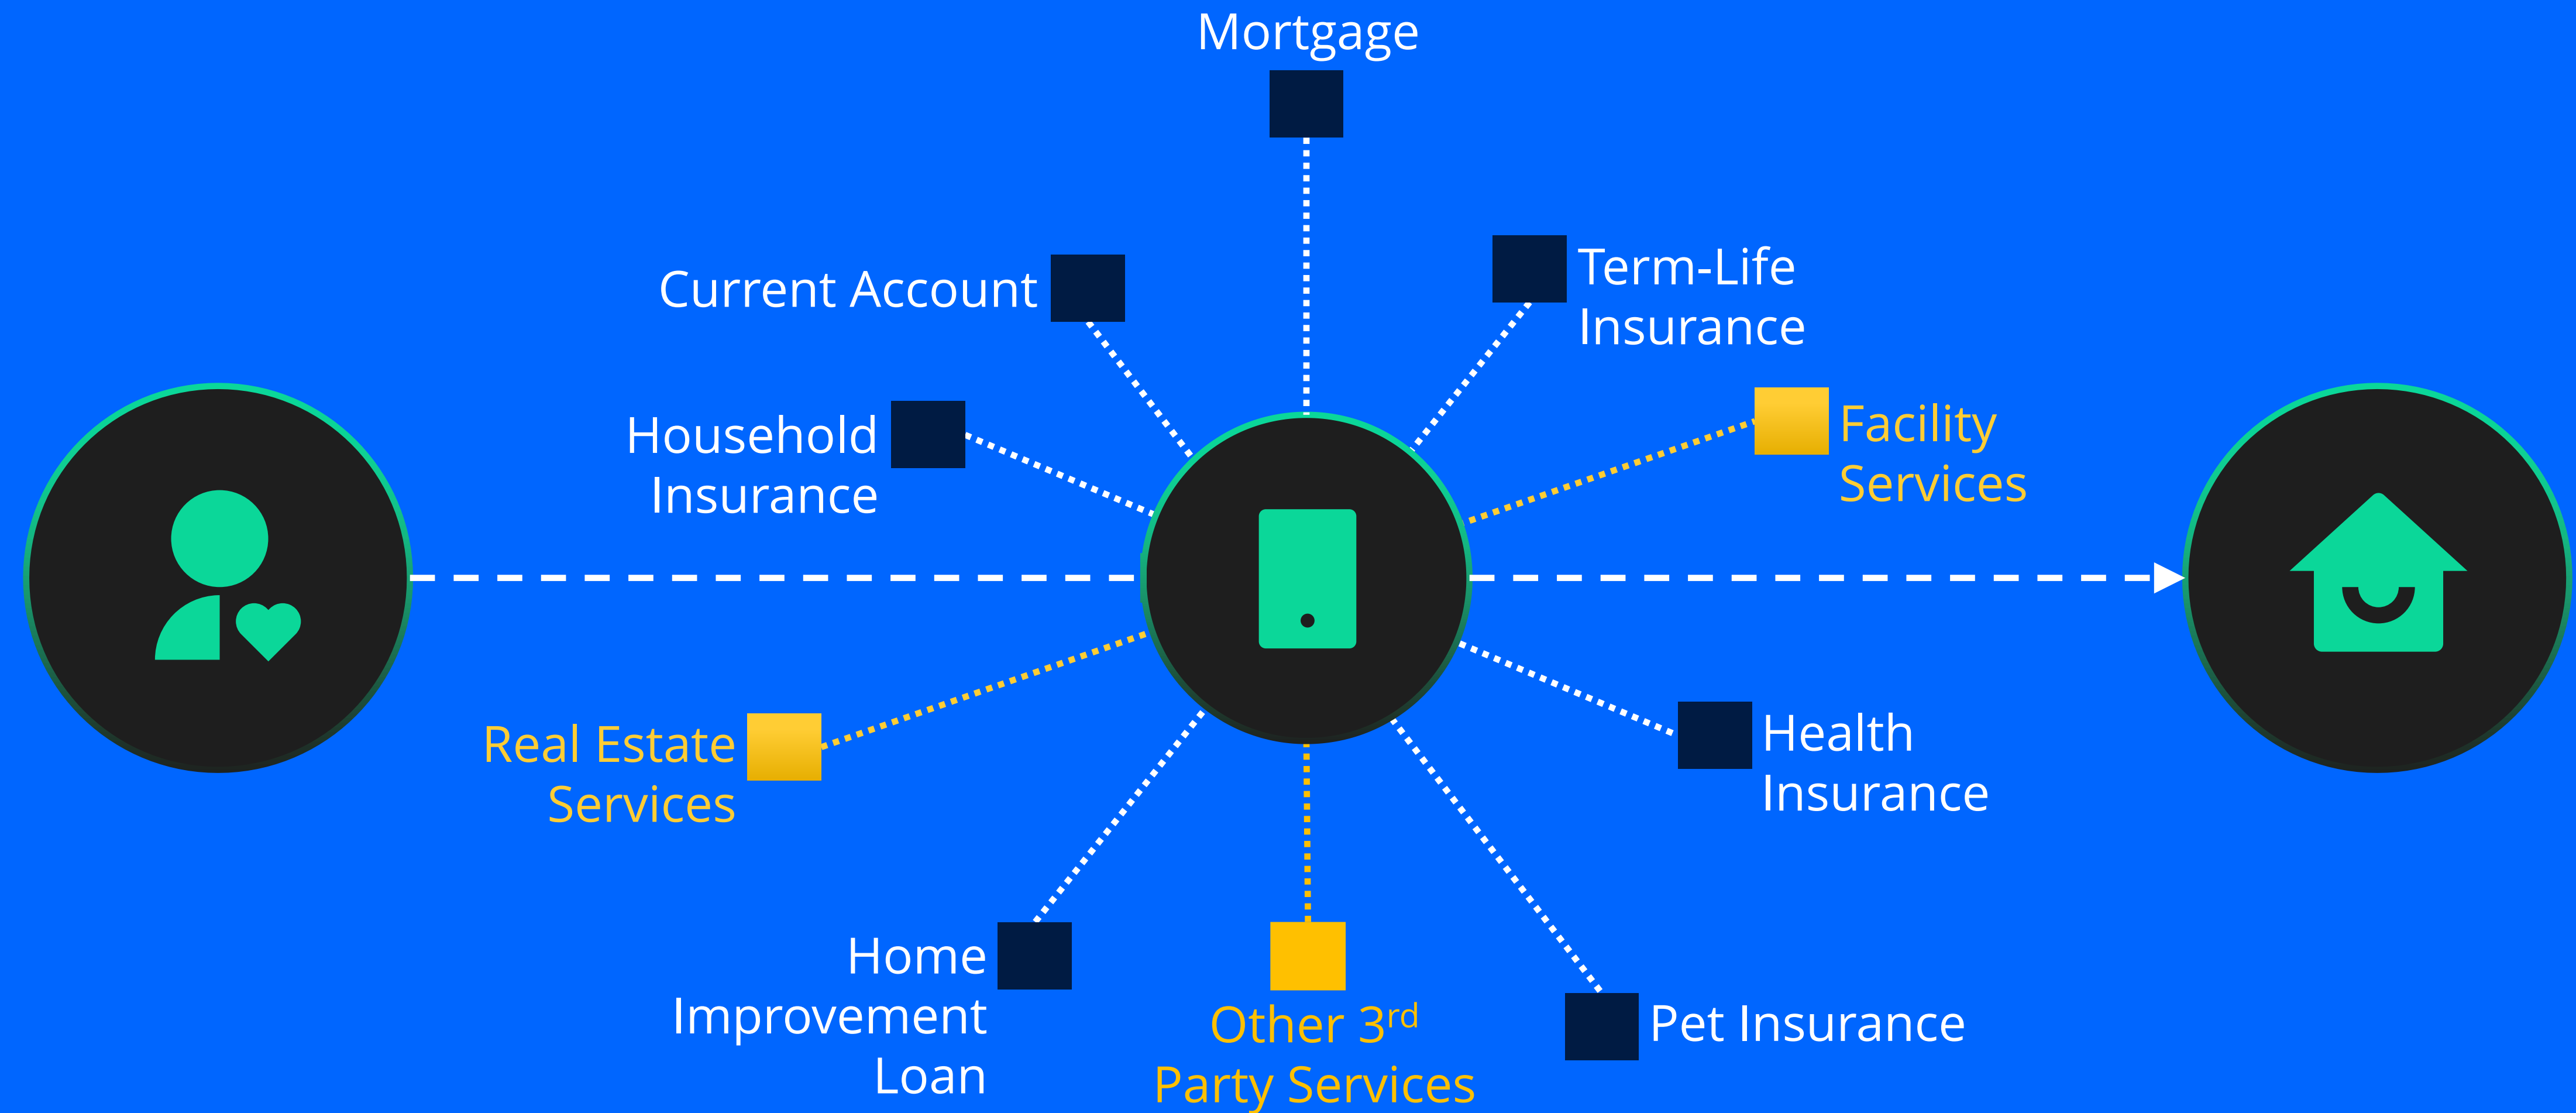 Mortgage
Current Account
Term-Life
Insurance
Household
Insurance
Facility
Services
Real Estate
Services
Health
Insurance
Home
Improvement
Loan
Other 3rd
Party Services
Pet Insurance